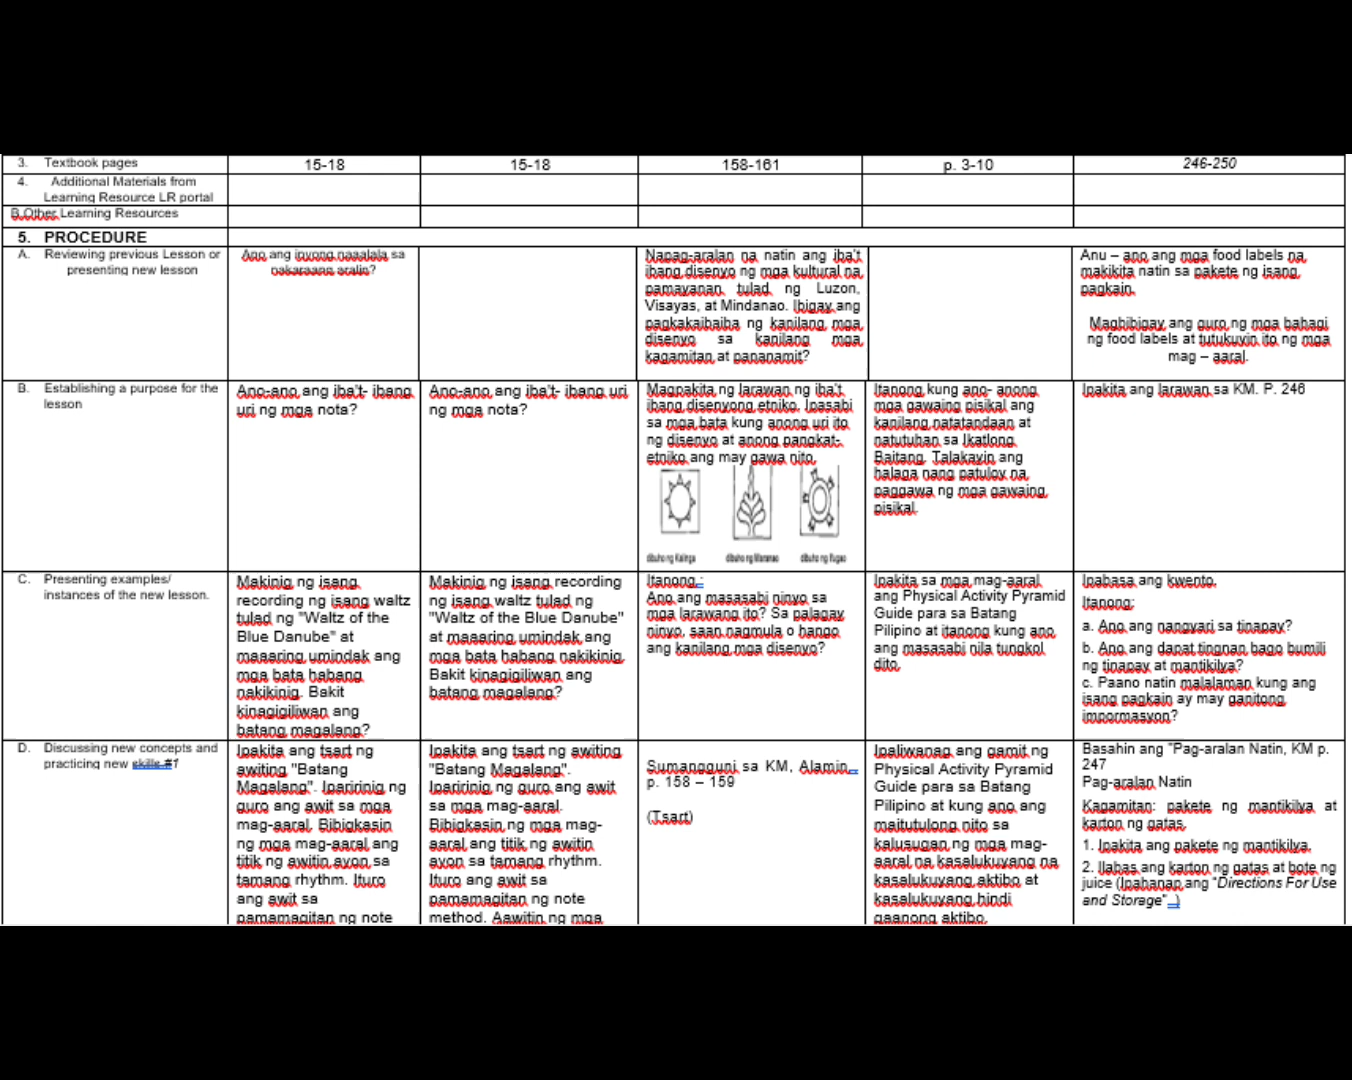 3. Textbook pages
15-18
15-18
158-161
p. 3-10
246-250
4. Additional Materials from
Learning Resource LR portal
B.Other Learning Resources
5. PROCEDURE
A. Reviewing previous Lesson or
presenting new lesson
Ano ang inyong naaalala sa
nakaraang aralin?
Napag-aralan na natin ang iba't
ibang disenyo ng mga kultural na
pamayanan tulad ng Luzon,
Visayas, at Mindanao. Ibigay ang
pagkakaibaiba ng kanilang mga
disenyo sa kanilang mga
kagamitan at pananamit?
Anu – ano ang mga food labels na
makikita natin sa pakete ng isang
pagkain.
Magbibigay ang guro ng mga bahagi
ng food labels at tutukuyin ito ng mga
mag – aaral.
B. Establishing a purpose for the
lesson
Ano-ano ang iba't- ibang
uri ng mga nota?
Ano-ano ang iba't- ibang uri
ng mga nota?
Magpakita ng larawan ng iba't
ibang disenyong etniko. Ipasabi
sa mga bata kung anong uri ito
ng disenyo at anong pangkat-
etniko ang may gawa nito.
dibuho ng Kalinga
dibuho ng Maranao
dibuho ng Ifugao
Itanong kung ano- anong
mga gawaing pisikal ang
kanilang natatandaan at
natutuhan sa Ikatlong
Baitang. Talakayin ang
halaga nang patuloy na
paggawa ng mga gawaing
pisikal.
Ipakita ang larawan sa KM. P. 246
C. Presenting examples/
instances of the new lesson.
Makinig ng isang
recording ng isang waltz
tulad ng "Waltz of the
Blue Danube" at
maaaring umindak ang
mga bata habang
nakikinig. Bakit
kinagigiliwan ang
batang magalang?
Makinig ng isang recording
ng isang waltz tulad ng
"Waltz of the Blue Danube"
at maaaring umindak ang
mga bata habang nakikinig.
Bakit kinagigiliwan ang
batang magalang?
Itanong :
Ano ang masasabi ninyo sa
mga larawang ito? Sa palagay
ninyo, saan nagmula o hango
ang kanilang mga disenyo?
Ipakita sa mga mag-aaral
ang Physical Activity Pyramid
Guide para sa Batang
Pilipino at itanong kung ano
ang masasabi nila tungkol
dito.
Ipabasa ang kwento.
Itanong:
a. Ano ang nangyari sa tinapay?
b. Ano ang dapat tingnan bago bumili
ng tinapay at mantikilya?
c. Paano natin malalaman kung ang
isang pagkain ay may ganitong
impormasyon?
D. Discussing new concepts and
practicing new skills #1
Ipakita ang tsart ng
awiting "Batang
Magalang". Iparirinig ng
guro ang awit sa mga
mag-aaral. Bibigkasin
ng mga mag-aaral ang
titik ng awitin ayon sa
tamang rhythm. Ituro
ang awit sa
pamamagitan ng note
Ipakita ang tsart ng awiting
"Batang Magalang".
Iparirinig ng guro ang awit
sa mga mag-aaral.
Bibigkasin ng mga mag-
aaral ang titik ng awitin
ayon sa tamang rhythm.
Ituro ang awit sa
pamamagitan ng note
method. Aawitin ng mga
Sumangguni sa KM, Alamin ,
p. 158 – 159
(Tsart)
Ipaliwanag ang gamit ng
Physical Activity Pyramid
Guide para sa Batang
Pilipino at kung ano ang
maitutulong nito sa
kalusugan ng mga mag-
aaral na kasalukuyang na
kasalukuyang aktibo at
kasalukuyang hindi
gaanong aktibo.
Basahin ang "Pag-aralan Natin, KM p.
247
Pag-aralan Natin
Kagamitan: pakete ng mantikilya at
karton ng gatas
1. Ipakita ang pakete ng mantikilya.
2. Ilabas ang karton ng gatas at bote ng
juice (Ipahanap ang "Directions For Use
and Storage" .)